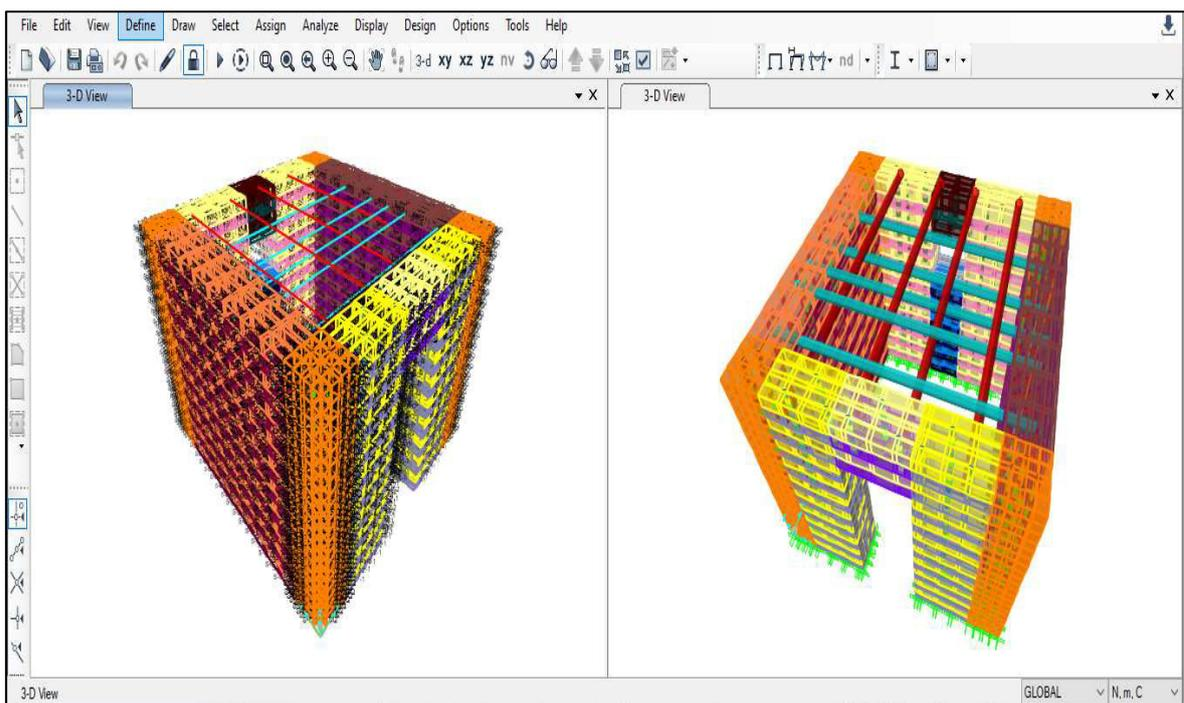 File Edit View Define Draw Select Assign Analyze Display Design Options Tools Help
3-d xy xz yz nv nd
3-D View X 3-D View X
3-D View GLOBAL N, m, C